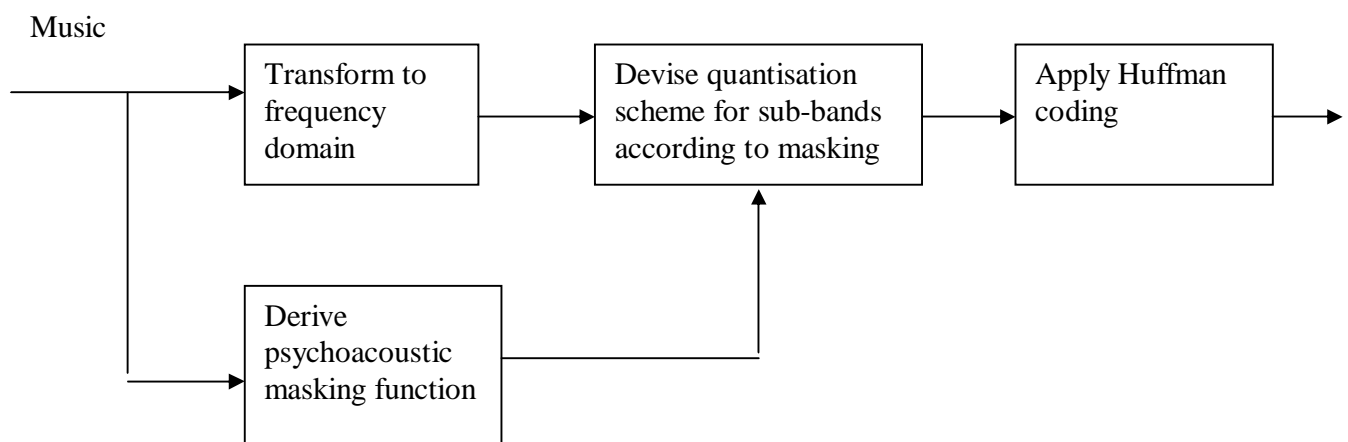 Music
Transform to
frequency
domain
Devise quantisation
scheme for sub-bands
according to masking
Apply Huffman
coding
Derive
psychoacoustic
masking function